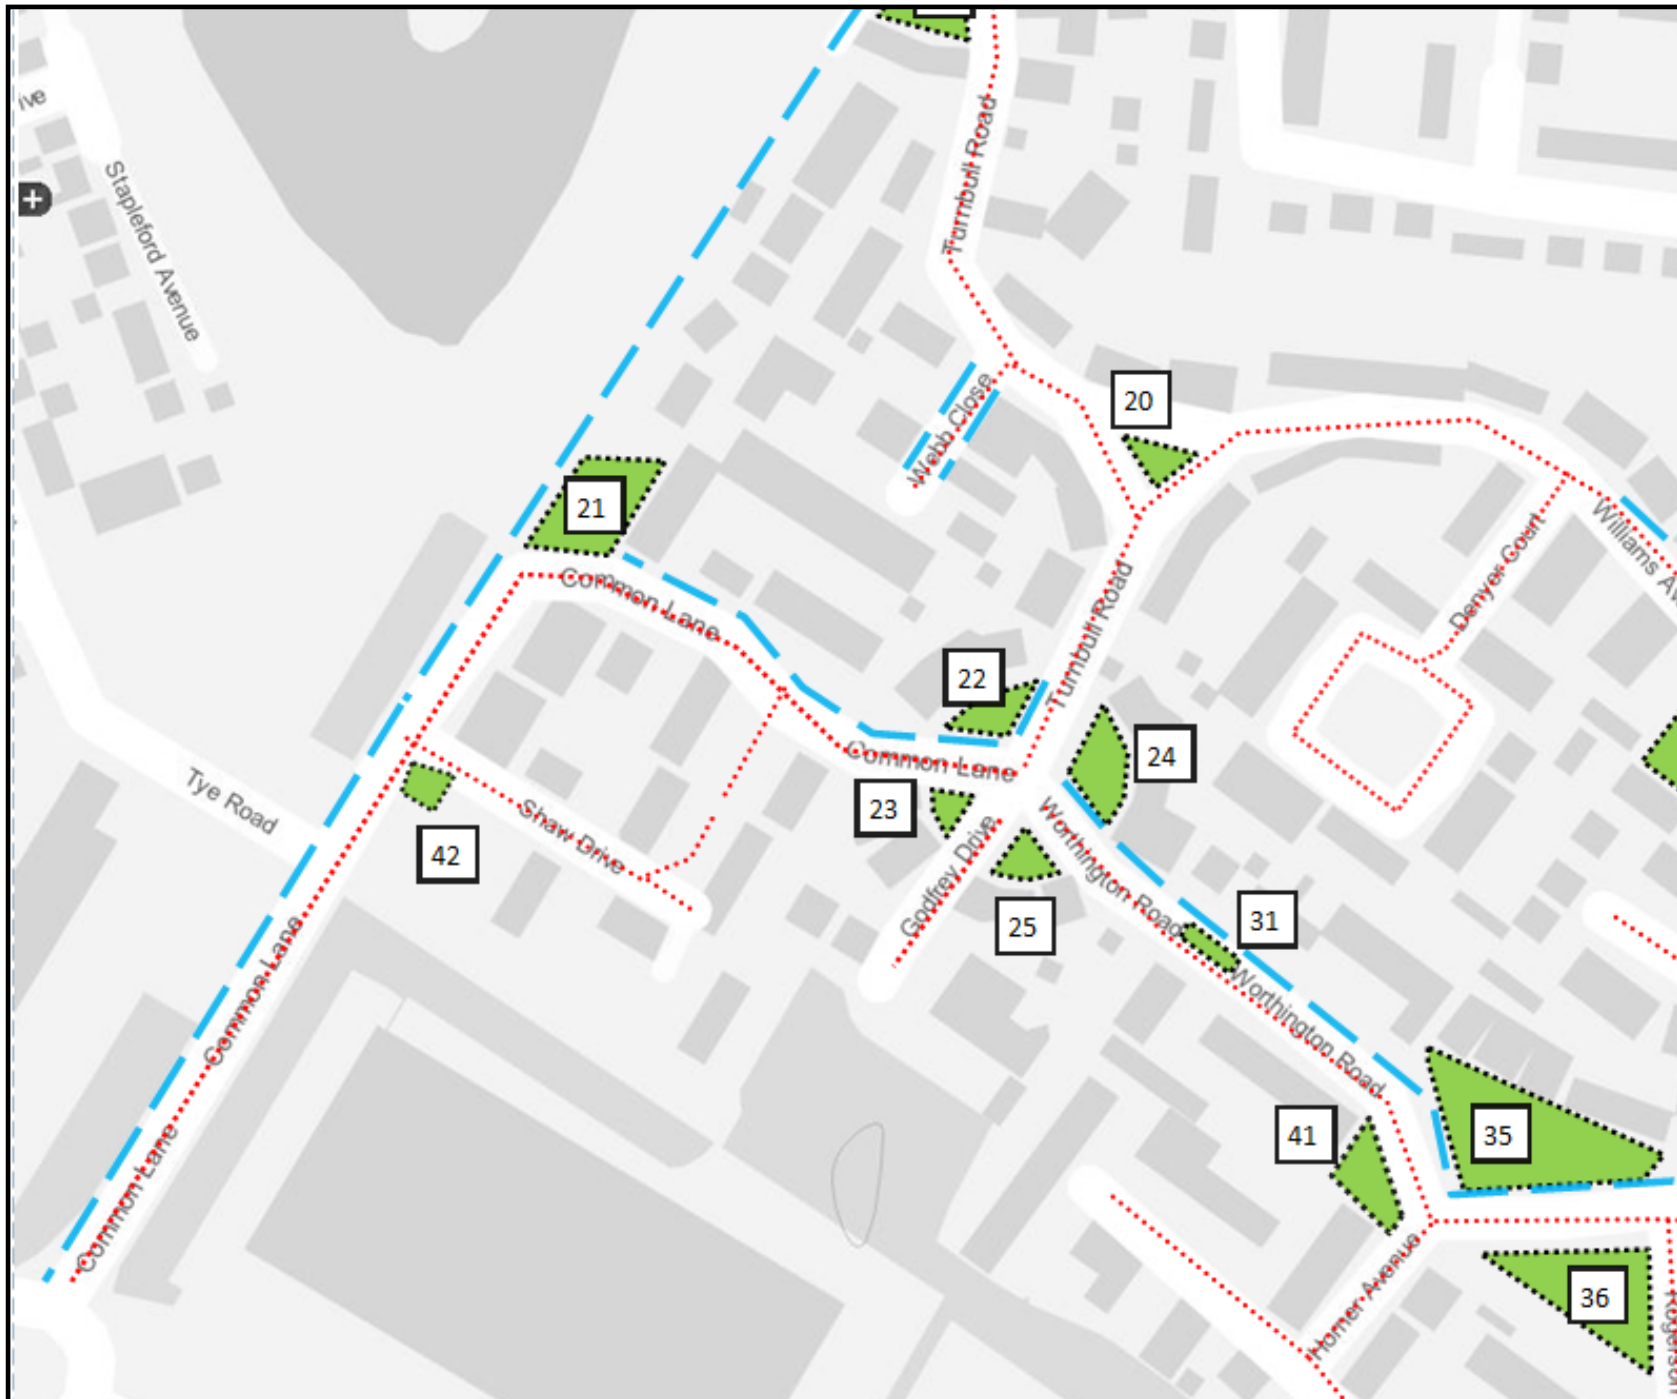 ive
Stapleford Avenue
Turnbull Road
Webb Close
20
21
Common Lane
Denyer Court
Williams Av
Turnbull Road
22
24
Common Lane
23
Tye Road
42
Shaw Drive
Godfrey Drive
Worthington Road
25
31
Common Lane
Worthington Road
41
35
Common Lane
Homer Avenue
36